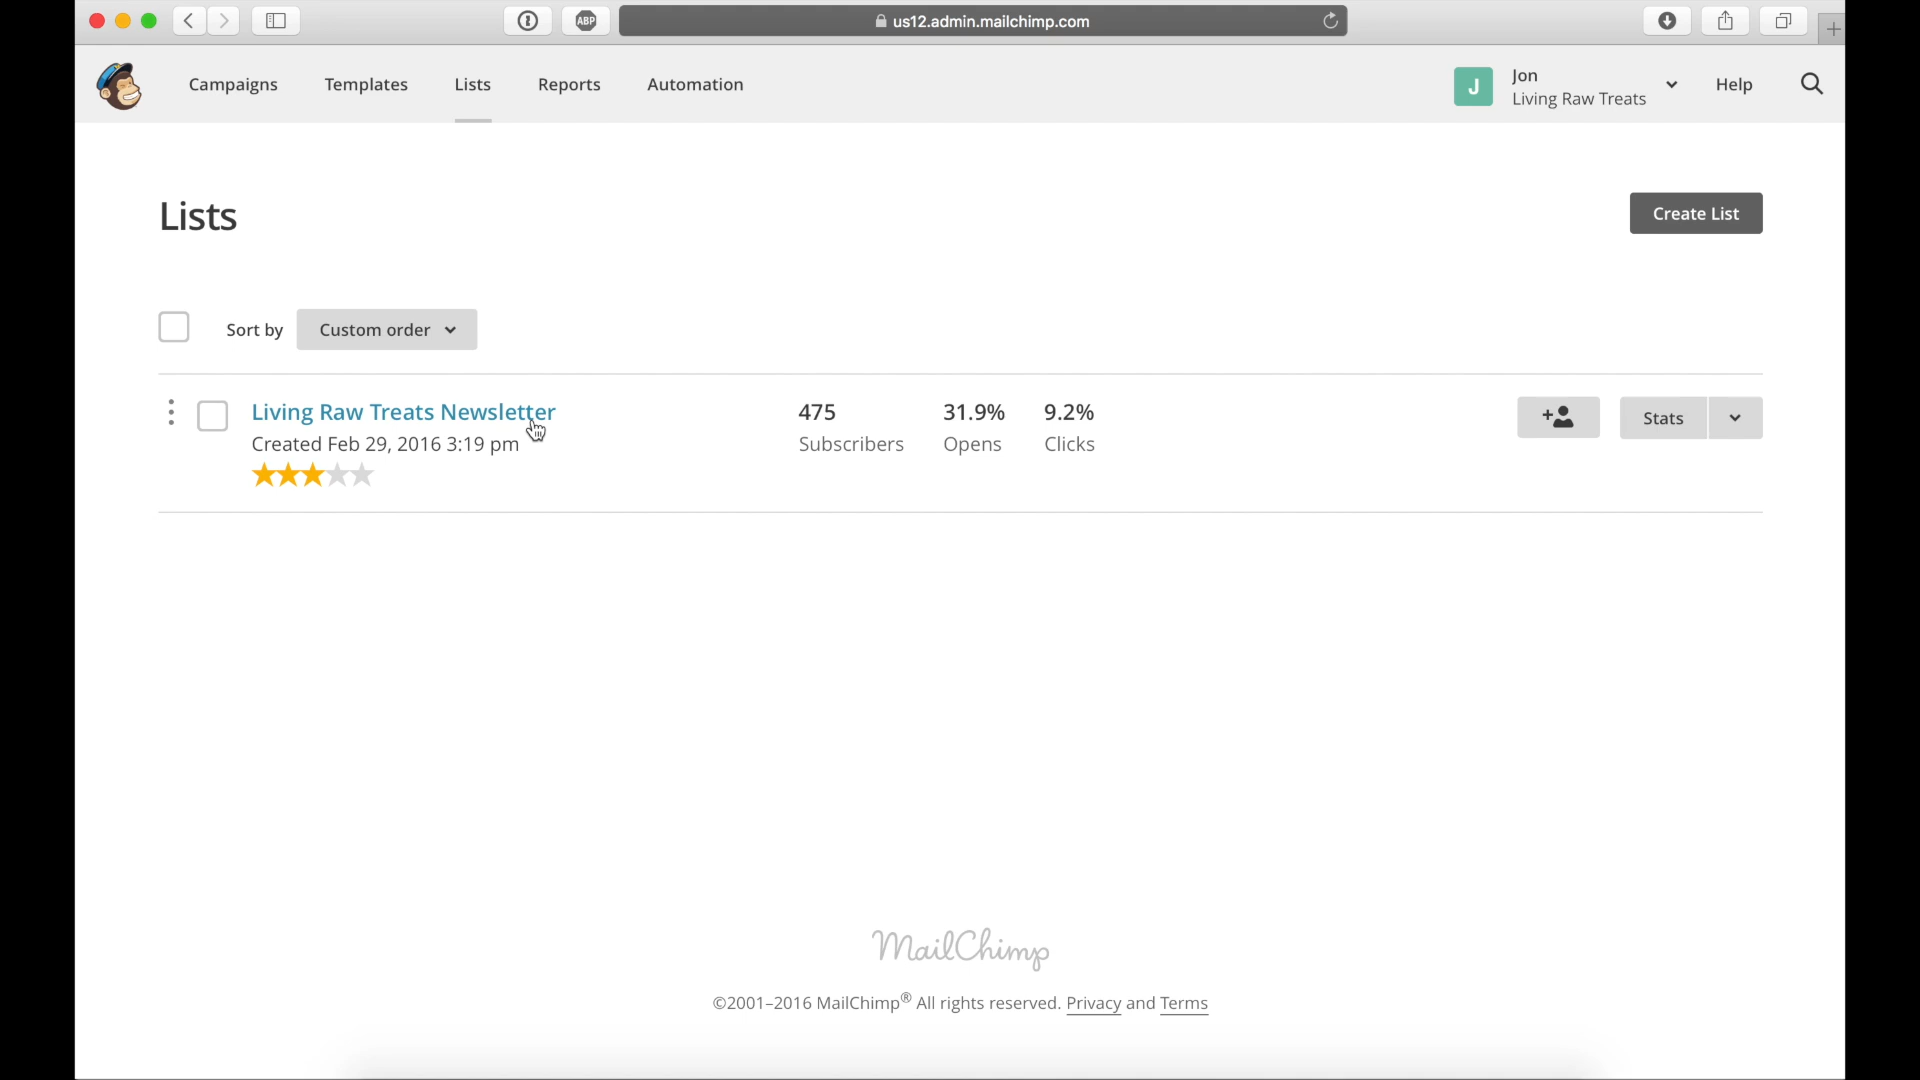 ABP
us12.admin.mailchimp.com
Campaigns
Templates
Lists
Reports
Automation
J
Jon
Living Raw Treats
Help
Lists
Create List
Sort by
Custom order
Living Raw Treats Newsletter
Created Feb 29, 2016 3:19 pm
475
Subscribers
31.9%
Opens
9.2%
Clicks
Stats
MailChimp
©2001–2016 MailChimp® All rights reserved. Privacy and Terms